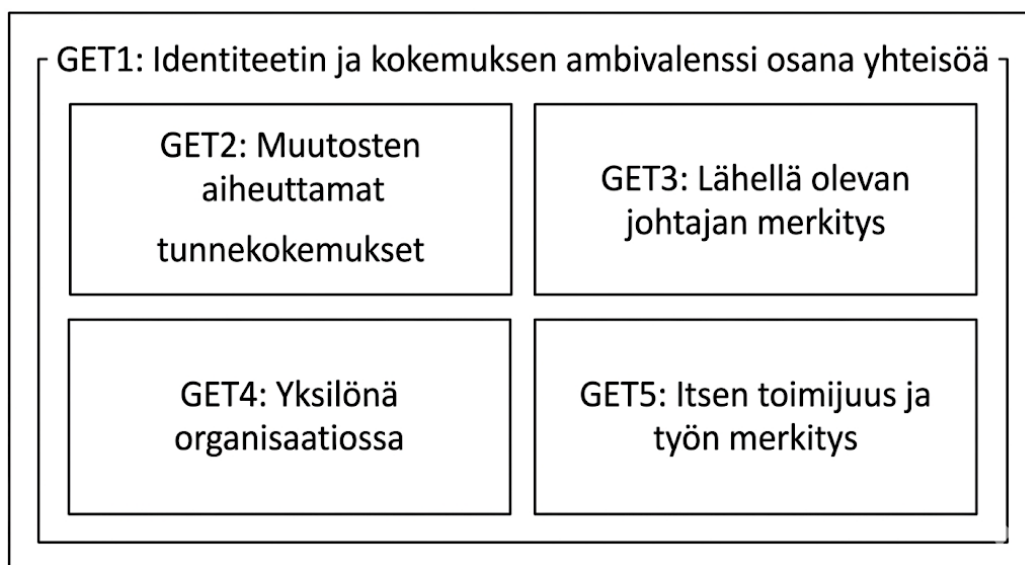 GET1: Identiteetin ja kokemuksen ambivalenssi osana yhteisöä
GET2: Muutosten
aiheuttamat
tunnekokemukset
GET3: Lähellä olevan
johtajan merkitys
GET4: Yksilönä
organisaatiossa
GET5: Itsen toimijuus ja
työn merkitys